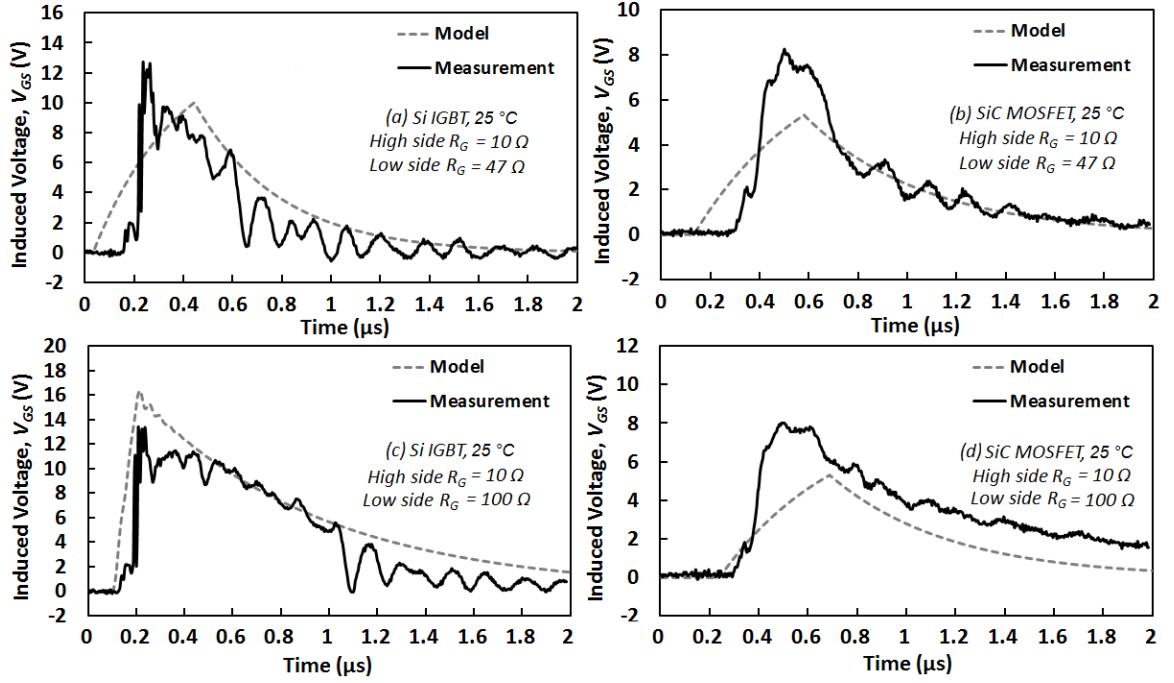 16
14
12
10
8
6
4
2
0
-2
Induced Voltage, VGS (V)
Model
Measurement
(a) Si IGBT, 25 °C
High side RG = 10 Ω
Low side RG = 47 Ω
0 0.2 0.4 0.6 0.8 1 1.2 1.4 1.6 1.8 2
Time (µs)
10
8
6
4
2
0
-2
Induced Voltage, VGS (V)
Model
Measurement
(b) SiC MOSFET, 25 °C
High side RG = 10 Ω
Low side RG = 47 Ω
0 0.2 0.4 0.6 0.8 1 1.2 1.4 1.6 1.8 2
Time (µs)
20
18
16
14
12
10
8
6
4
2
0
-2
Induced Voltage, VGS (V)
Model
Measurement
(c) Si IGBT, 25 °C
High side RG = 10 Ω
Low side RG = 100 Ω
0 0.2 0.4 0.6 0.8 1 1.2 1.4 1.6 1.8 2
Time (µs)
12
10
8
6
4
2
0
-2
Induced Voltage, VGS (V)
Model
Measurement
(d) SiC MOSFET, 25 °C
High side RG = 10 Ω
Low side RG = 100 Ω
0 0.2 0.4 0.6 0.8 1 1.2 1.4 1.6 1.8 2
Time (µs)